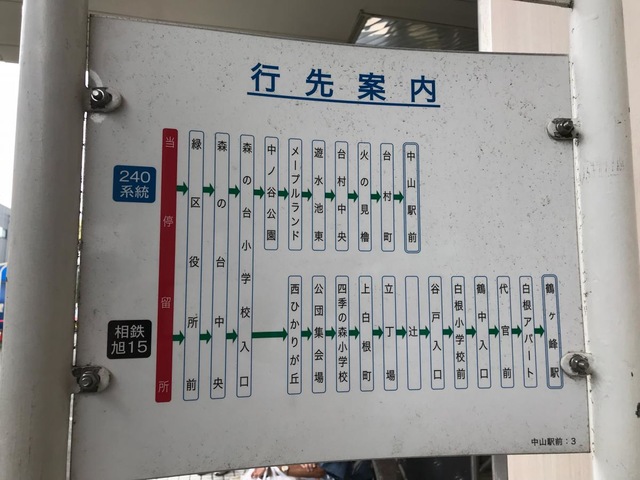 行先案内
240
系統
相鉄
旭15
当停留所
緑区役所前
森の台中央
森の台小学校入口
中ノ谷公園
メープルランド
遊水池東
台村中央
火の見櫓
台村町
中山駅前
西ひかりが丘
公団集会場
四季の森小学校
上白根町
立丁場
辻
谷戸入口
白根小学校前
鶴中入口
代官前
白根アパート
鶴ヶ峰駅
中山駅前：3